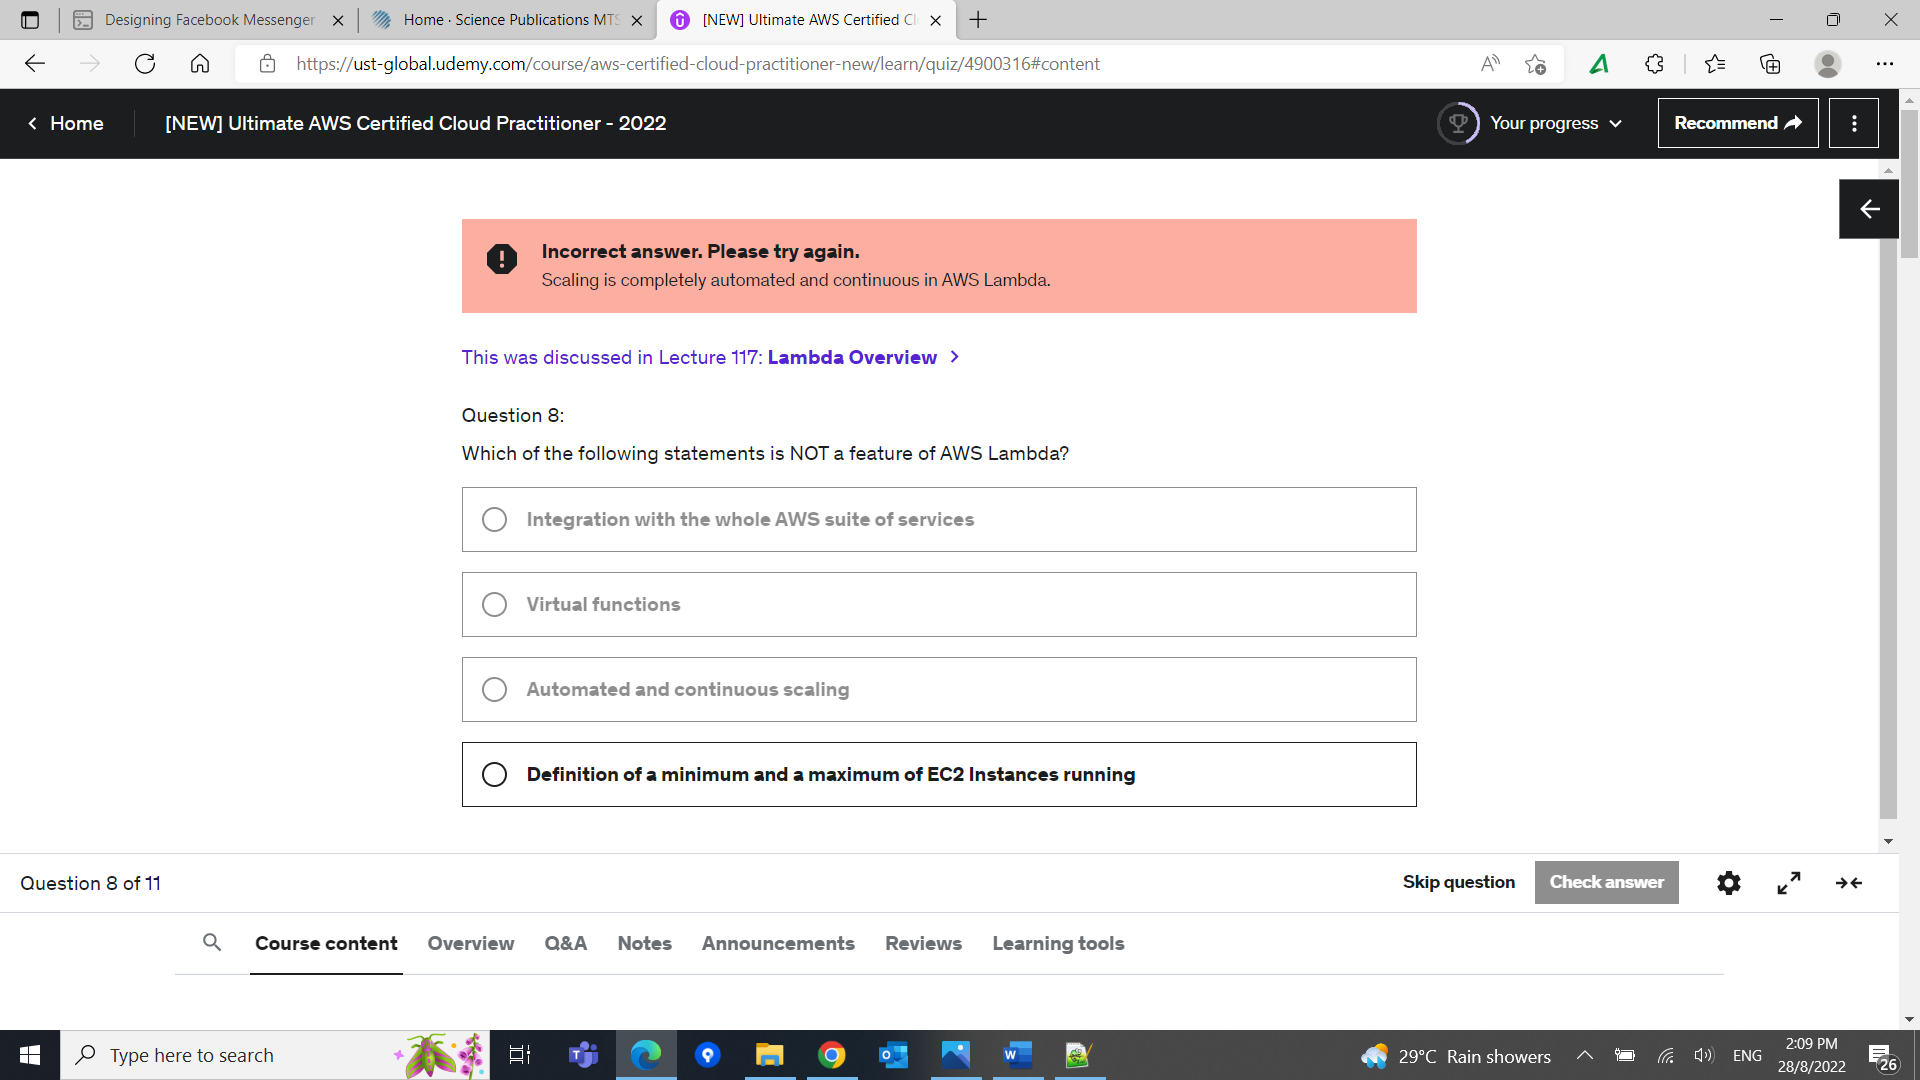 Designing Facebook Messenger
Home · Science Publications MTS
[NEW] Ultimate AWS Certified Cl
https://ust-global.udemy.com/course/aws-certified-cloud-practitioner-new/learn/quiz/4900316#content
Home
[NEW] Ultimate AWS Certified Cloud Practitioner - 2022
Your progress
Recommend
Incorrect answer. Please try again.
Scaling is completely automated and continuous in AWS Lambda.
This was discussed in Lecture 117: Lambda Overview
Question 8:
Which of the following statements is NOT a feature of AWS Lambda?
Integration with the whole AWS suite of services
Virtual functions
Automated and continuous scaling
Definition of a minimum and a maximum of EC2 Instances running
Question 8 of 11
Skip question
Check answer
Course content
Overview
Q&A
Notes
Announcements
Reviews
Learning tools
Type here to search
29°C Rain showers
ENG
2:09 PM
28/8/2022
26